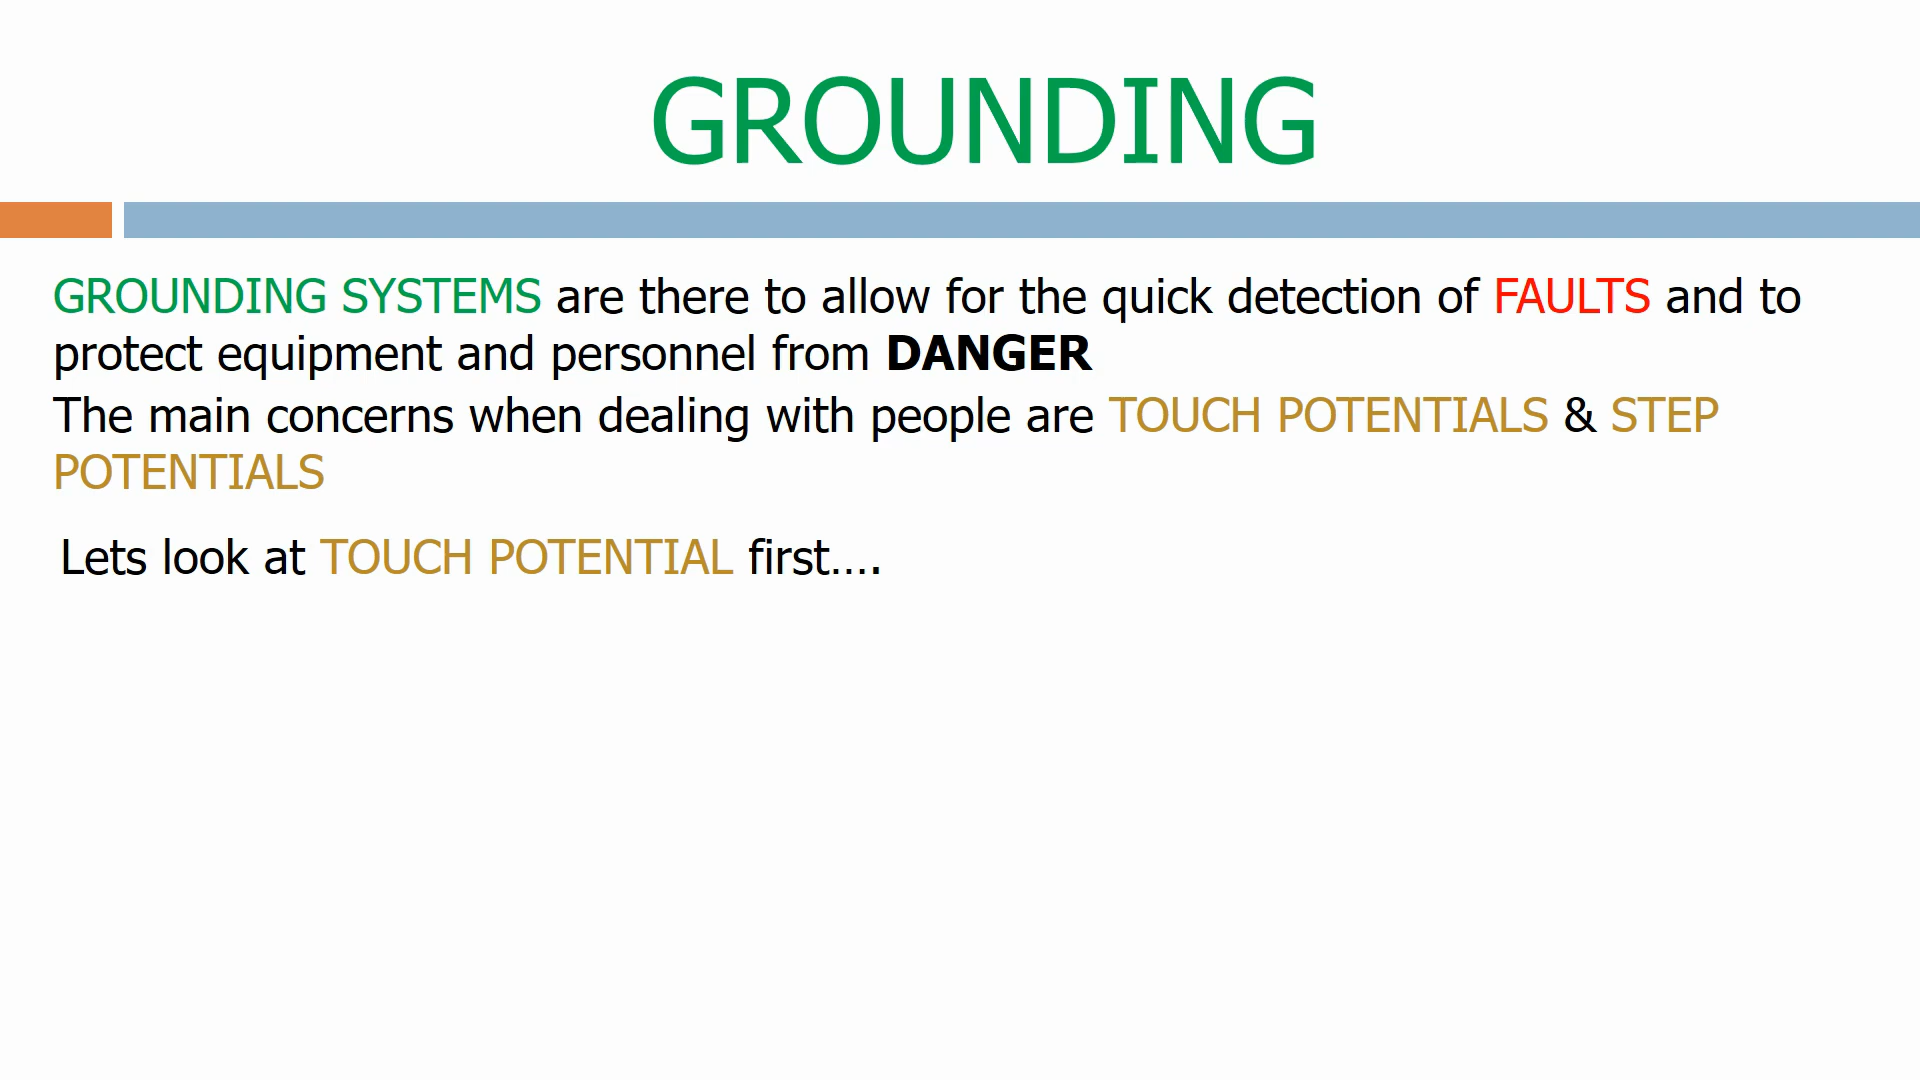 GROUNDING
GROUNDING SYSTEMS are there to allow for the quick detection of FAULTS and to
protect equipment and personnel from DANGER
The main concerns when dealing with people are TOUCH POTENTIALS & STEP
POTENTIALS
Lets look at TOUCH POTENTIAL first....